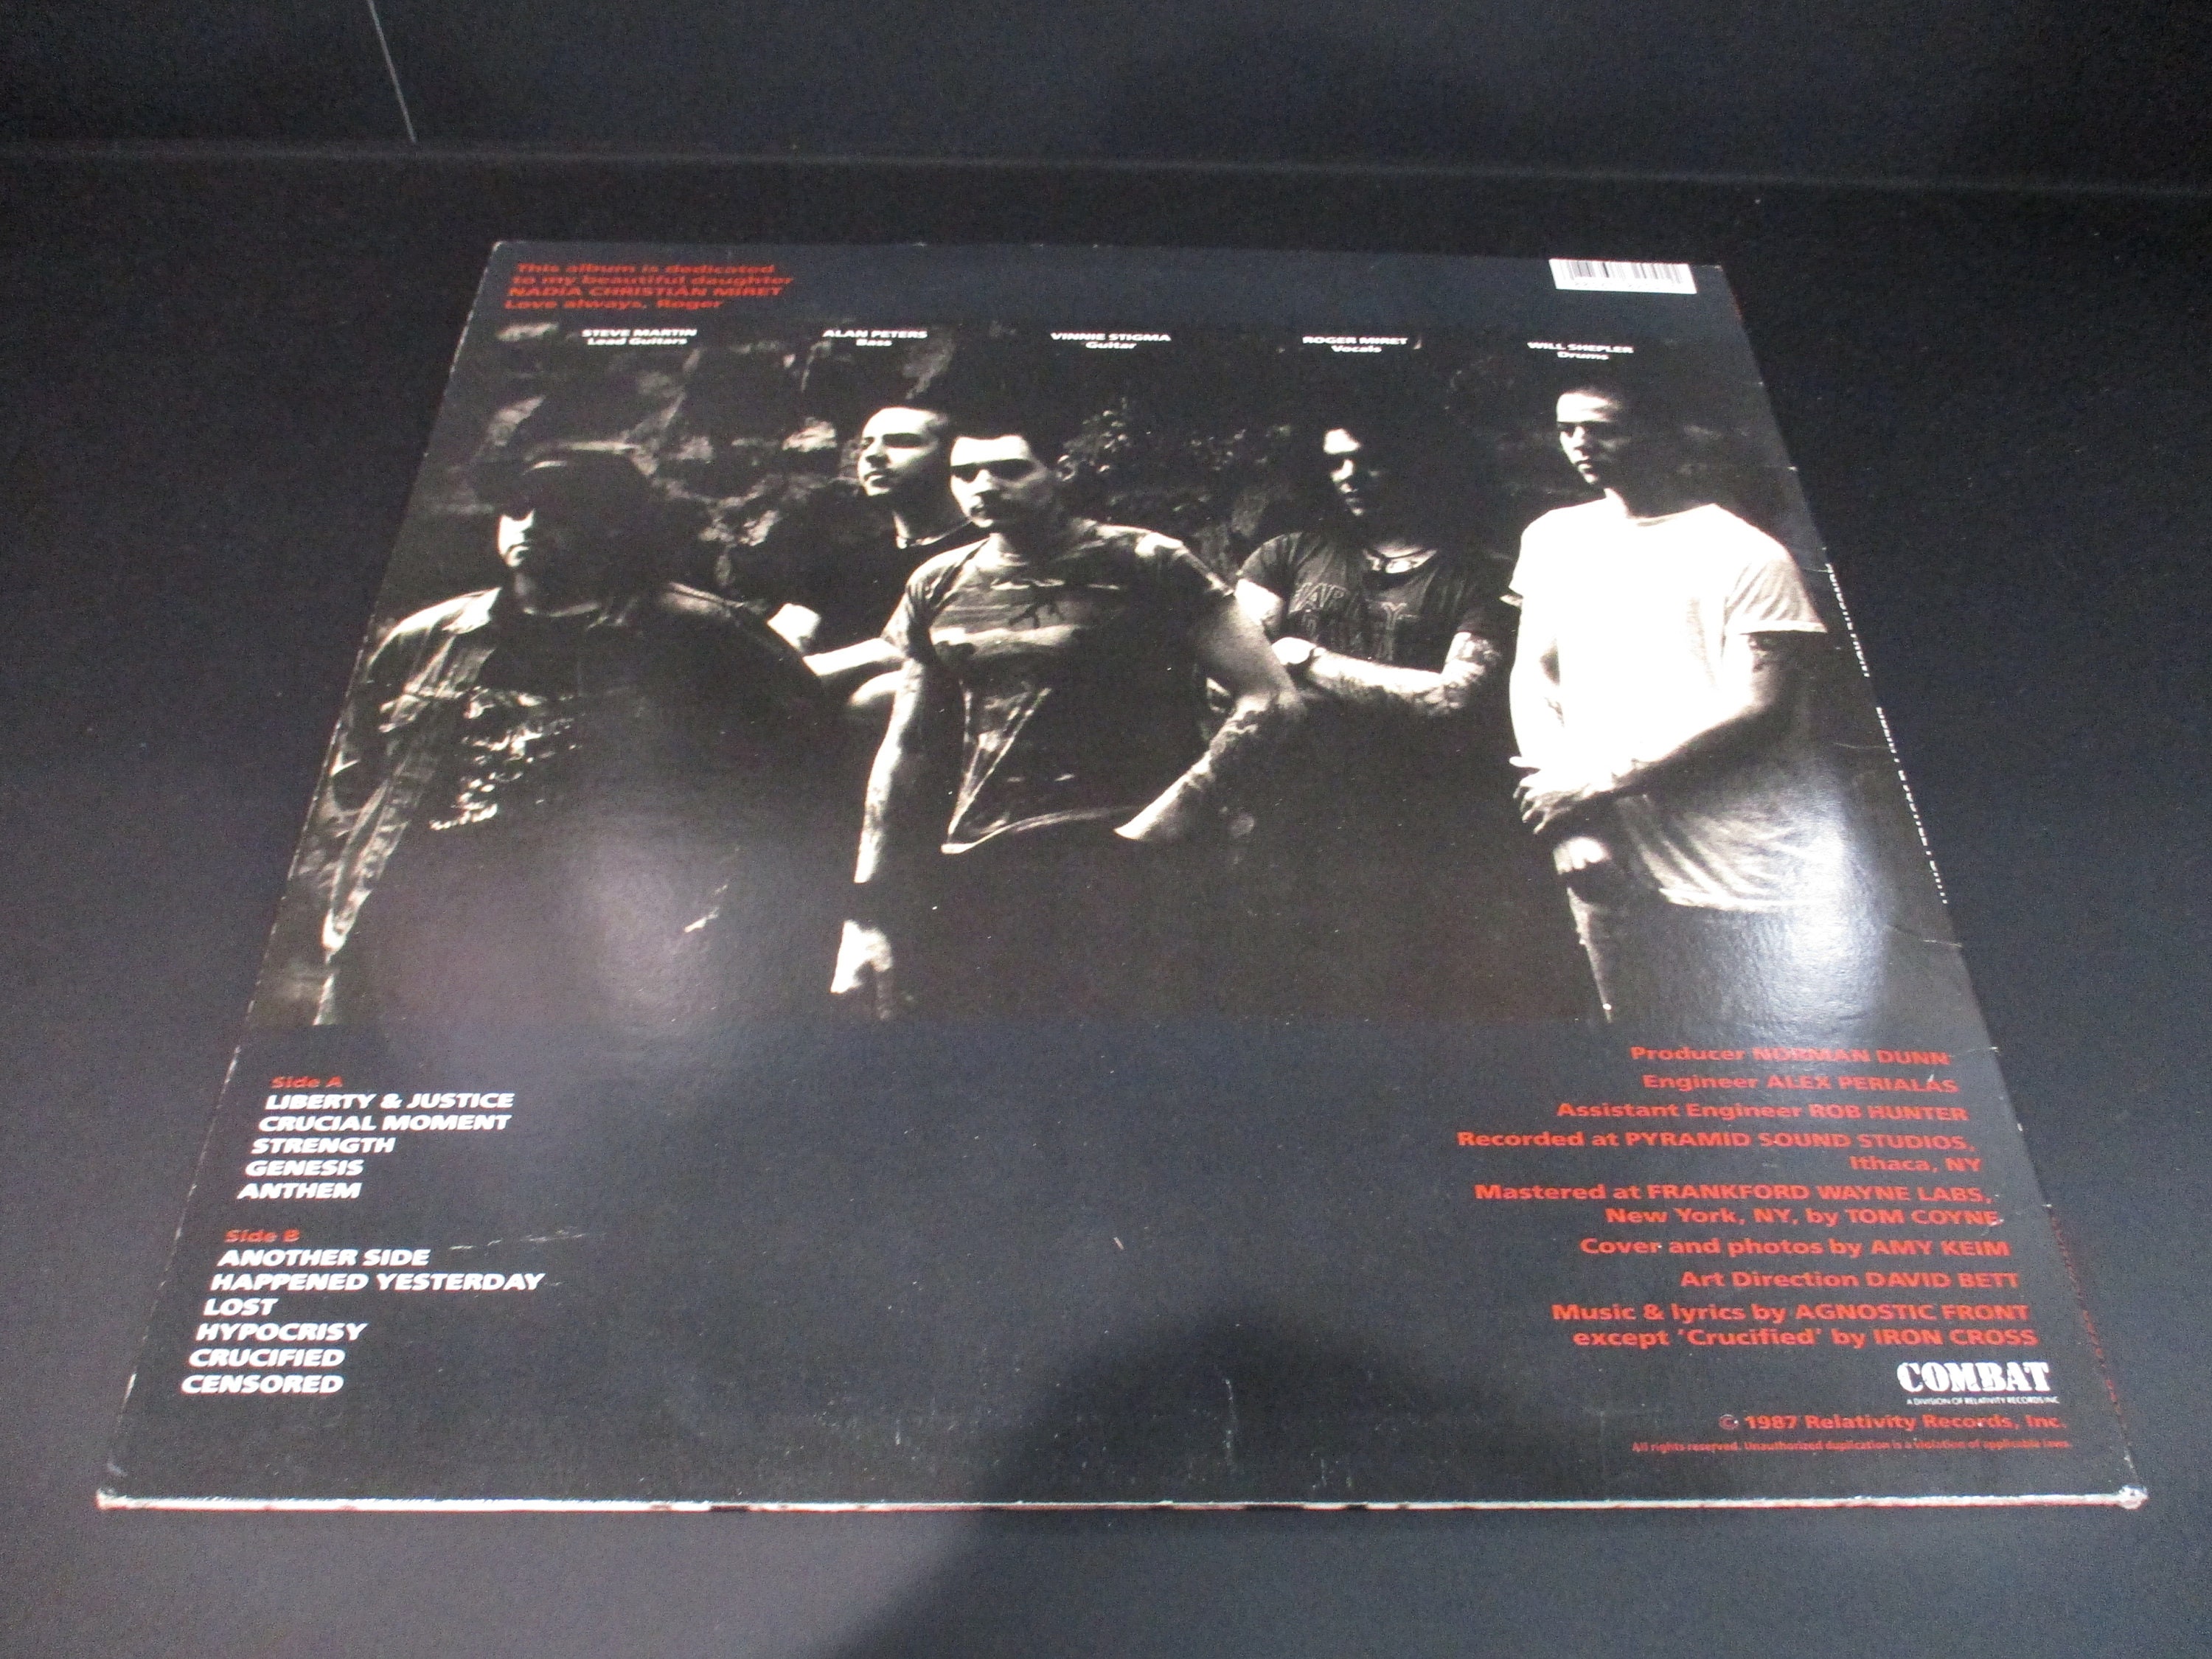 This album is dedicated
to my beautiful daughter
NADIA CHRISTIAN MIRET
Love always, Roger
STEVE MARTIN
Lead Guitars
ALAN PETERS
Bass
VINNIE STIGMA
Guitar
ROGER MIRET
Vocals
WILL SHEPLER
Drums
Side A
LIBERTY & JUSTICE
CRUCIAL MOMENT
STRENGTH
GENESIS
ANTHEM
Side B
ANOTHER SIDE
HAPPENED YESTERDAY
LOST
HYPOCRISY
CRUCIFIED
CENSORED
Producer NORMAN DUNN
Engineer ALEX PERIALAS
Assistant Engineer ROB HUNTER
Recorded at PYRAMID SOUND STUDIOS,
Ithaca, NY
Mastered at FRANKFORD WAYNE LABS,
New York, NY, by TOM COYNE
Cover and photos by AMY KEIM
Art Direction DAVID BETT
Music & lyrics by AGNOSTIC FRONT
except 'Crucified' by IRON CROSS
COMBAT
A DIVISION OF RELATIVITY RECORDS INC
© 1987 Relativity Records, Inc.
All rights reserved. Unauthorized duplication is a violation of applicable laws.